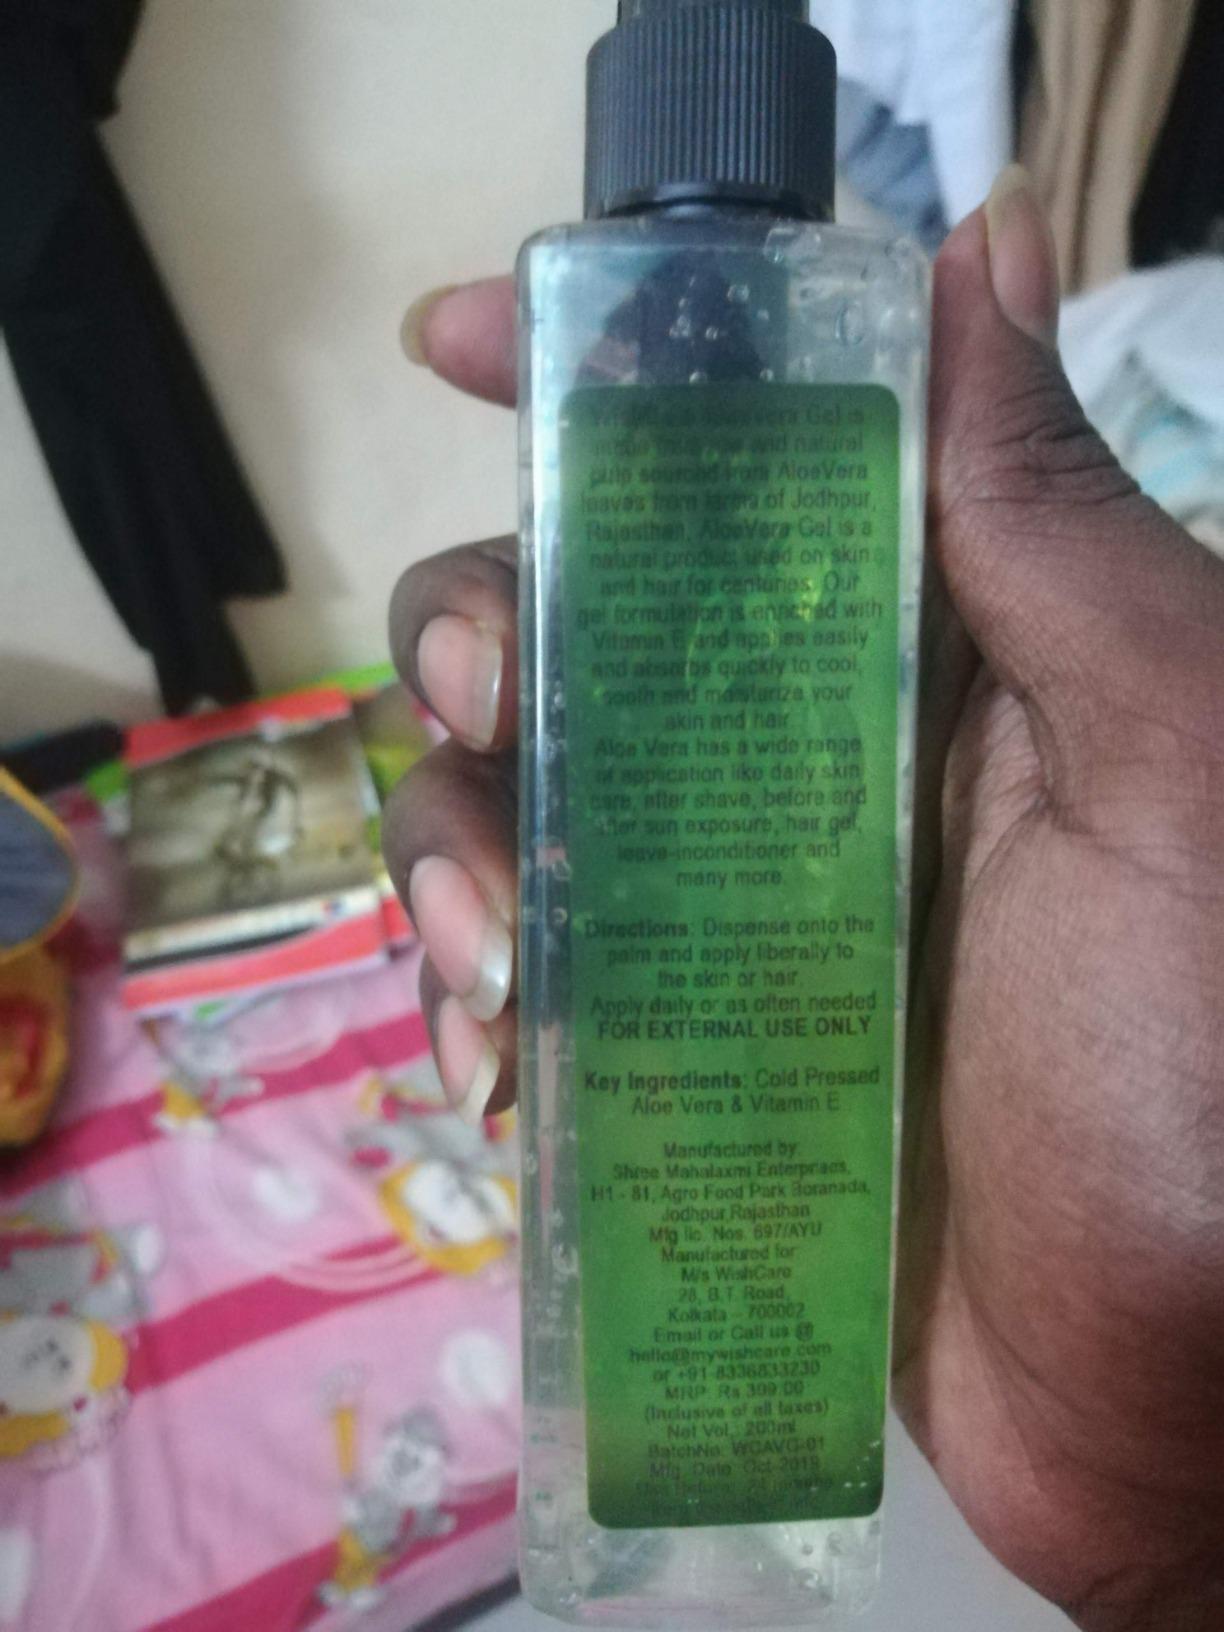 AloeVera Gel is
and natural
pulp sourced from AloeVera
leaves from farms of Jodhpur,
Rajasthan, AloeVera Gel is a
natural product used on skin
and hair for centuries. Our
gel formulation is enriched with
Vitamin E and applies easily
and absorbs quickly to cool,
sooth and moisturize your
skin and hair.
Aloe Vera has a wide range
of application like daily skin
care, after shave, before and
after sun exposure, hair gel,
leave-inconditioner and
many more.
Directions: Dispense onto the
palm and apply liberally to
the skin or hair.
Apply daily or as often needed
FOR EXTERNAL USE ONLY
Key Ingredients: Cold Pressed
Aloe Vera & Vitamin E
Manufactured by:
Shree Mahalaxmi Enterprises,
H1 - 81, Agro Food Park Boranada,
Jodhpur,Rajasthan
Mfg lic. Nos. 697/AYU
Manufactured for
M/s WishCare
28, B.T. Road,
Kolkata - 700002
Email or Call us @
hello@mywishcare.com
or +91-8336833230
MRP: Rs 399.00
(Inclusive of all taxes)
Net Vol.: 200ml
BatchNo: WCAVG-01
Mfg. Date: Oct-2018
24 months